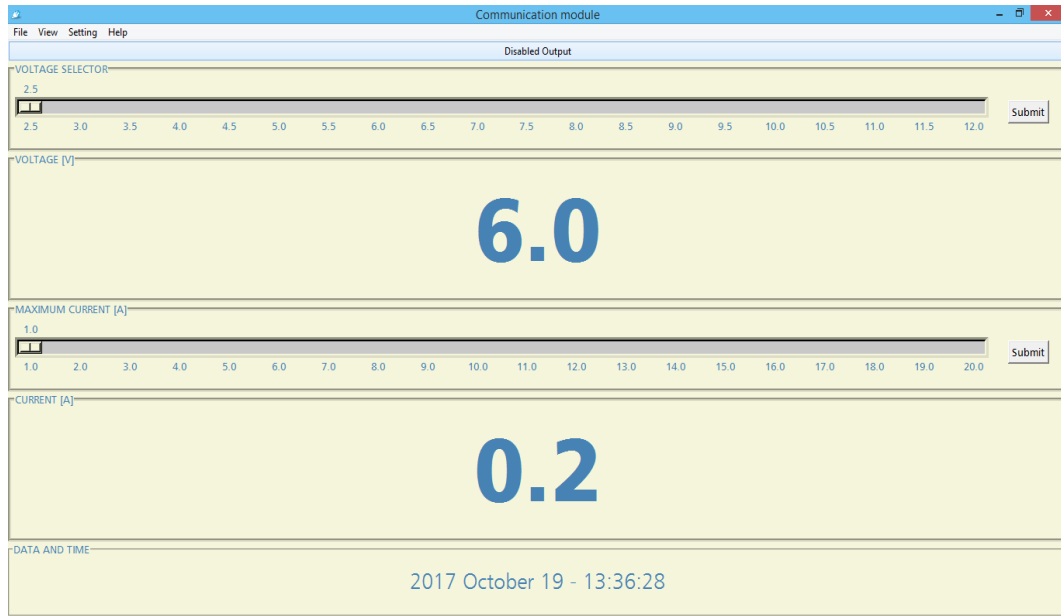 Communication module
File View Setting Help
Disabled Output
VOLTAGE SELECTOR
2.5
Submit
2.5 3.0 3.5 4.0 4.5 5.0 5.5 6.0 6.5 7.0 7.5 8.0 8.5 9.0 9.5 10.0 10.5 11.0 11.5 12.0
VOLTAGE [V]
6.0
MAXIMUM CURRENT [A]
1.0
Submit
1.0 2.0 3.0 4.0 5.0 6.0 7.0 8.0 9.0 10.0 11.0 12.0 13.0 14.0 15.0 16.0 17.0 18.0 19.0 20.0
CURRENT [A]
0.2
DATA AND TIME
2017 October 19 - 13:36:28